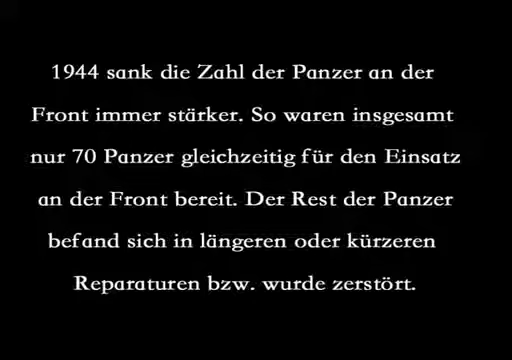 1944 sank die Zahl der Panzer an der
Front immer stärker. So waren insgesamt
nur 70 Panzer gleichzeitig für den Einsatz
an der Front bereit. Der Rest der Panzer
befand sich in längeren oder kürzeren
Reparaturen bzw. wurde zerstört.